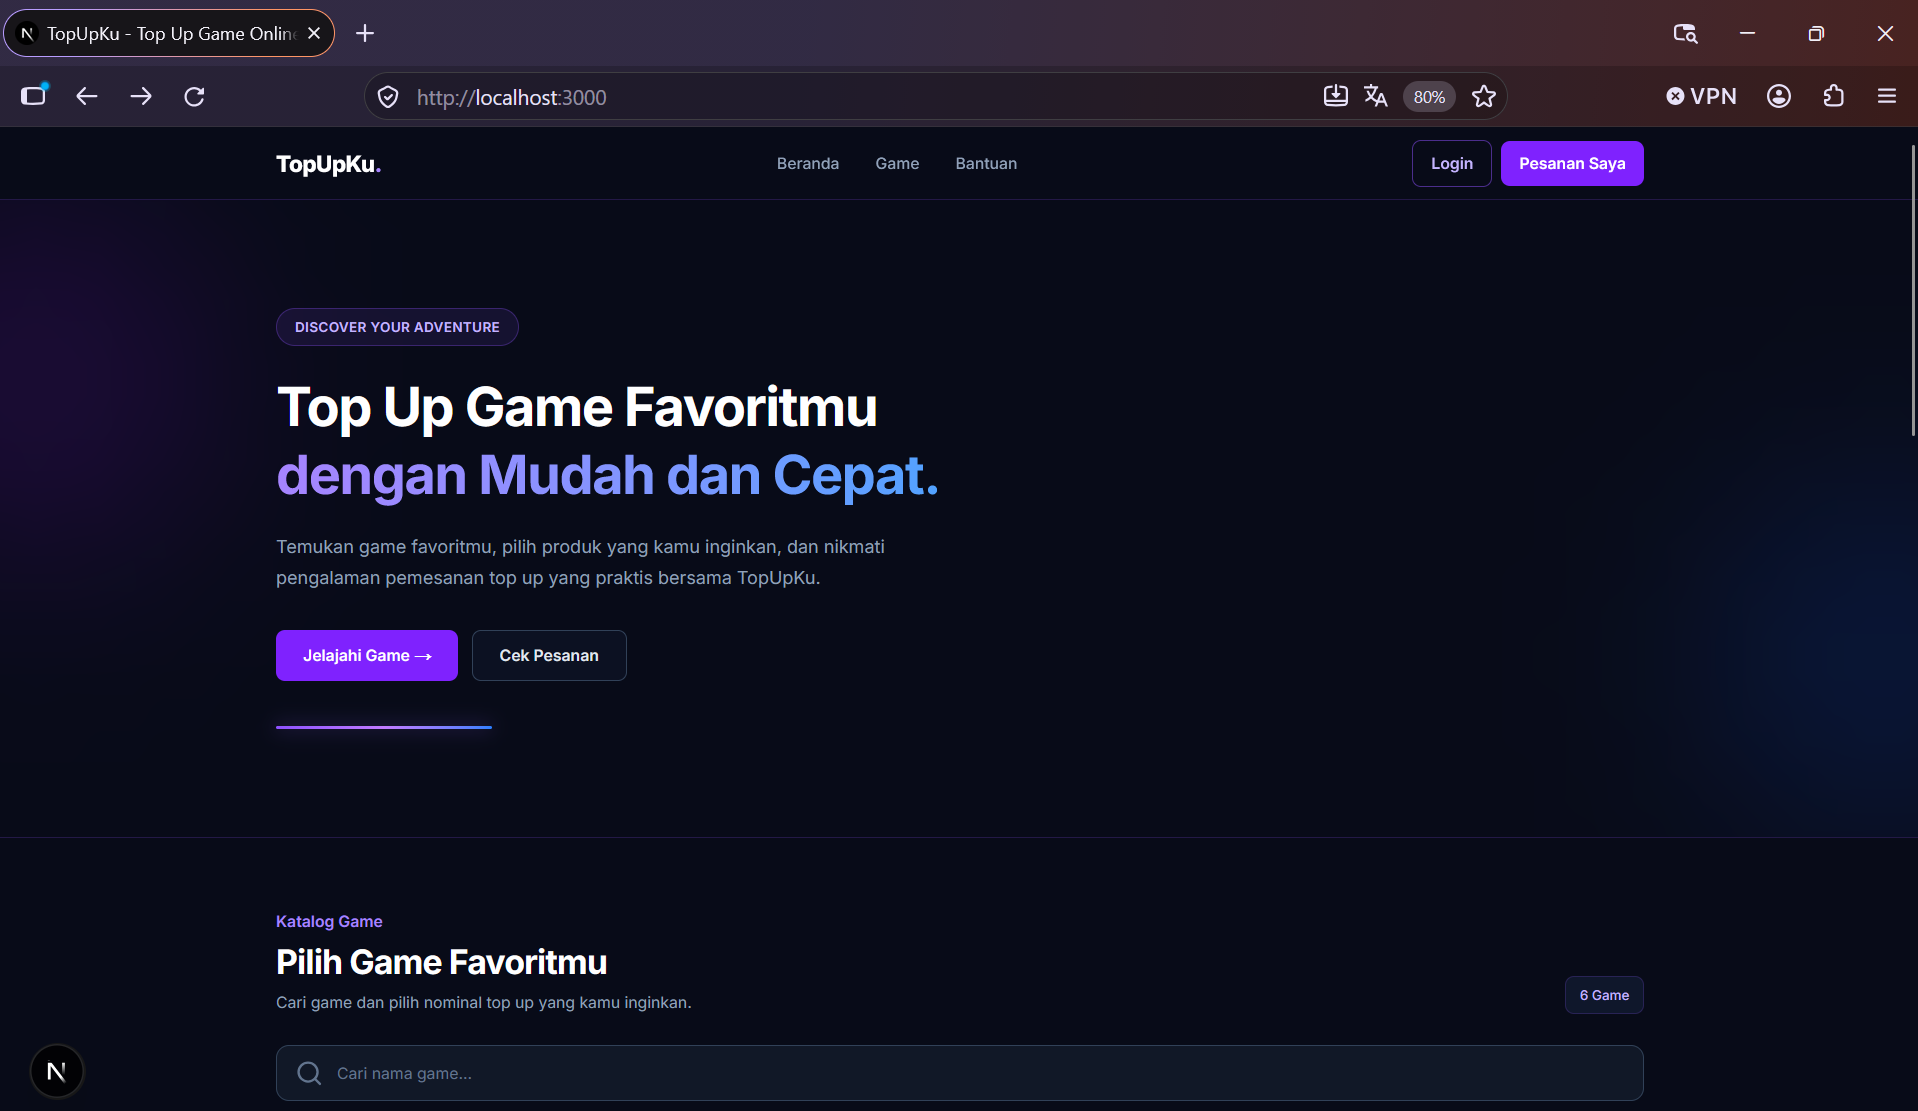 TopUpKu - Top Up Game Online
http://localhost:3000
80%
VPN
TopUpKu.
Beranda
Game
Bantuan
Login
Pesanan Saya
DISCOVER YOUR ADVENTURE
Top Up Game Favoritmu
dengan Mudah dan Cepat.
Temukan game favoritmu, pilih produk yang kamu inginkan, dan nikmati
pengalaman pemesanan top up yang praktis bersama TopUpKu.
Jelajahi Game →
Cek Pesanan
Katalog Game
Pilih Game Favoritmu
Cari game dan pilih nominal top up yang kamu inginkan.
6 Game
Cari nama game...
N